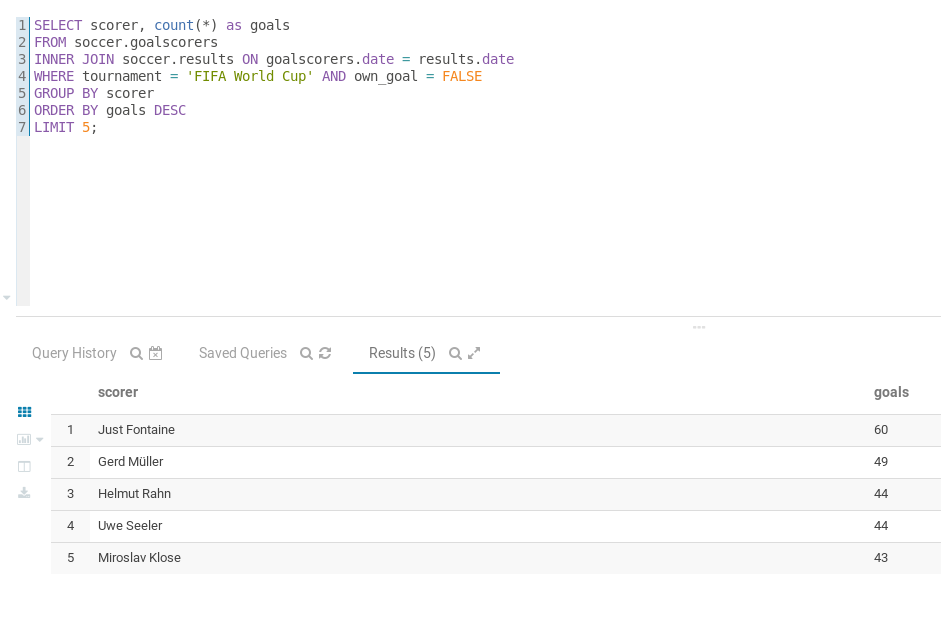 1 SELECT scorer, count(*) as goals
2 FROM soccer.goalscorers
3 INNER JOIN soccer.results ON goalscorers.date = results.date
4 WHERE tournament = 'FIFA World Cup' AND own_goal = FALSE
5 GROUP BY scorer
6 ORDER BY goals DESC
7 LIMIT 5;
Query History Saved Queries Results (5)
scorer goals
1 Just Fontaine 60
2 Gerd Müller 49
3 Helmut Rahn 44
4 Uwe Seeler 44
5 Miroslav Klose 43